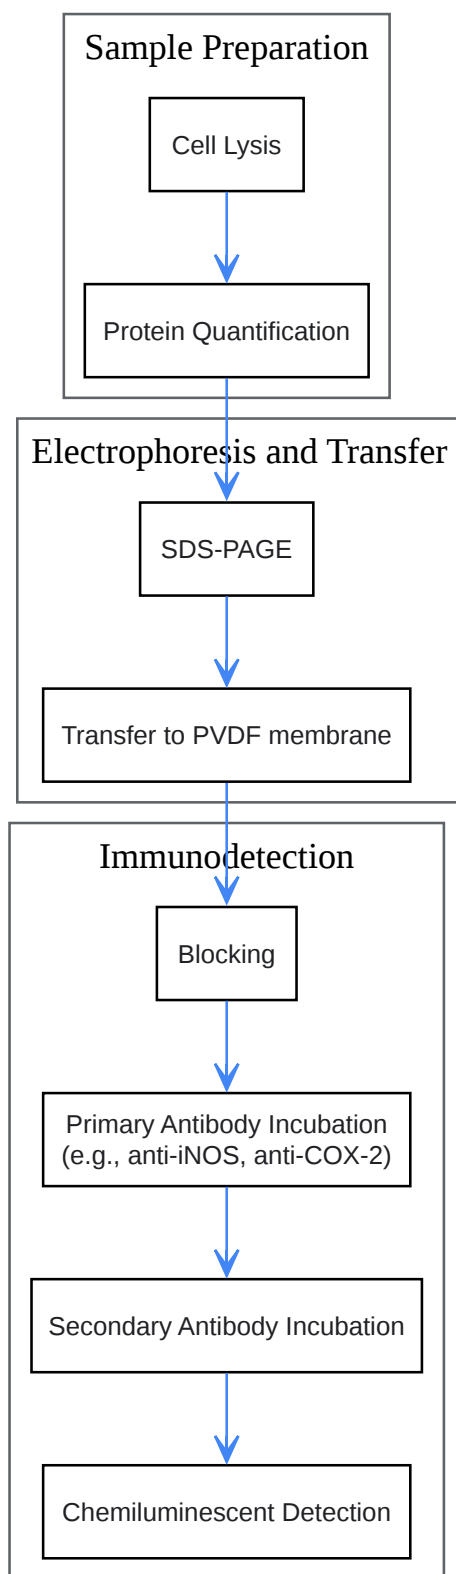 Sample Preparation
Cell Lysis
Protein Quantification
Electrophoresis and Transfer
SDS-PAGE
Transfer to PVDF membrane
Immunodetection
Blocking
Primary Antibody Incubation
(e.g., anti-iNOS, anti-COX-2)
Secondary Antibody Incubation
Chemiluminescent Detection